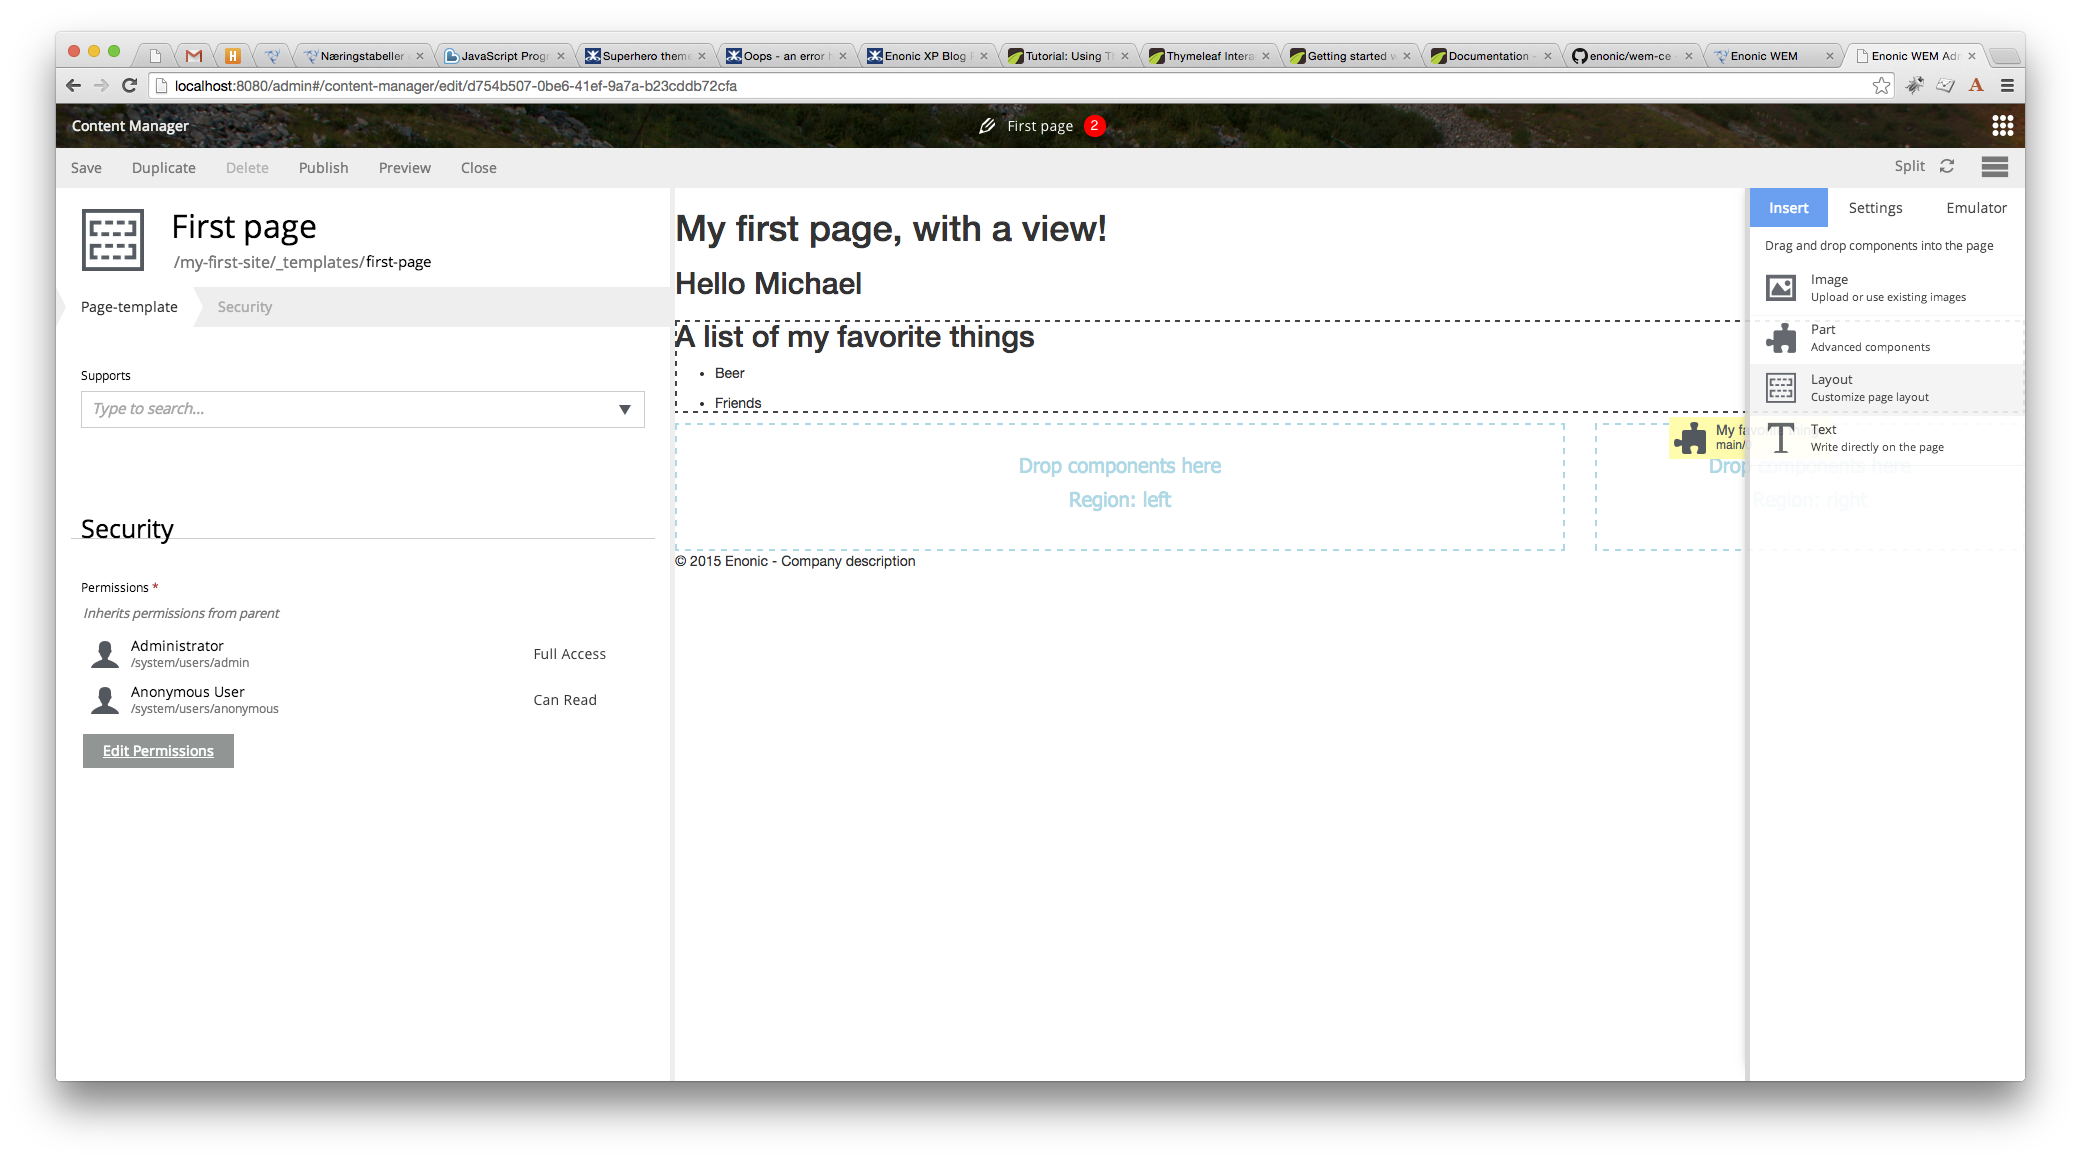 Næringstabeller
JavaScript Progr
Superhero theme
Oops - an error h
Enonic XP Blog
Tutorial: Using Th
Thymeleaf Intera
Getting started w
Documentation -
enonic/wem-ce
Enonic WEM
Enonic WEM Adm
localhost:8080/admin#/content-manager/edit/d754b507-0be6-41ef-9a7a-b23cddb72cfa
A
Content Manager
First page 2
Save Duplicate Delete Publish Preview Close
Split
First page
/my-first-site/_templates/first-page
Page-template Security
Supports
Type to search...
Security
Permissions *
Inherits permissions from parent
Administrator
/system/users/admin
Full Access
Anonymous User
/system/users/anonymous
Can Read
Edit Permissions
My first page, with a view!
Hello Michael
A list of my favorite things
• Beer
• Friends
Drop components here
Region: left
My fa
main/
Drop components here
Region: right
© 2015 Enonic - Company description
Insert Settings Emulator
Drag and drop components into the page
Image
Upload or use existing images
Part
Advanced components
Layout
Customize page layout
Text
Write directly on the page